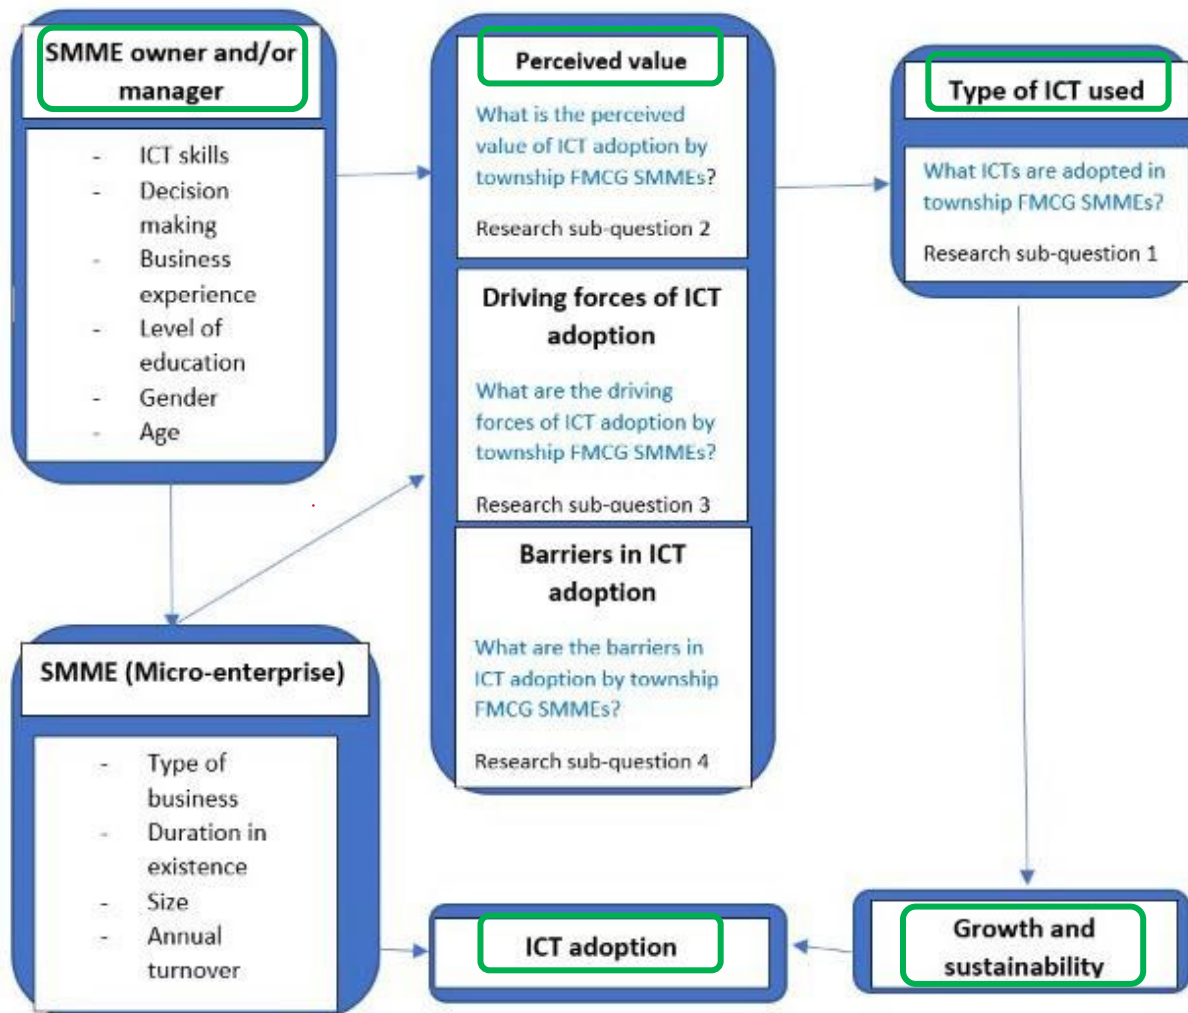 SMME owner and/or
manager
- ICT skills
- Decision
making
- Business
experience
- Level of
education
- Gender
- Age
Perceived value
What is the perceived
value of ICT adoption by
township FMCG SMMEs?
Research sub-question 2
Driving forces of ICT
adoption
What are the driving
forces of ICT adoption by
township FMCG SMMEs?
Research sub-question 3
Barriers in ICT
adoption
What are the barriers in
ICT adoption by township
FMCG SMMEs?
Research sub-question 4
Type of ICT used
What ICTs are adopted in
township FMCG SMMEs?
Research sub-question 1
SMME (Micro-enterprise)
- Type of
business
- Duration in
existence
- Size
- Annual
turnover
ICT adoption
Growth and
sustainability